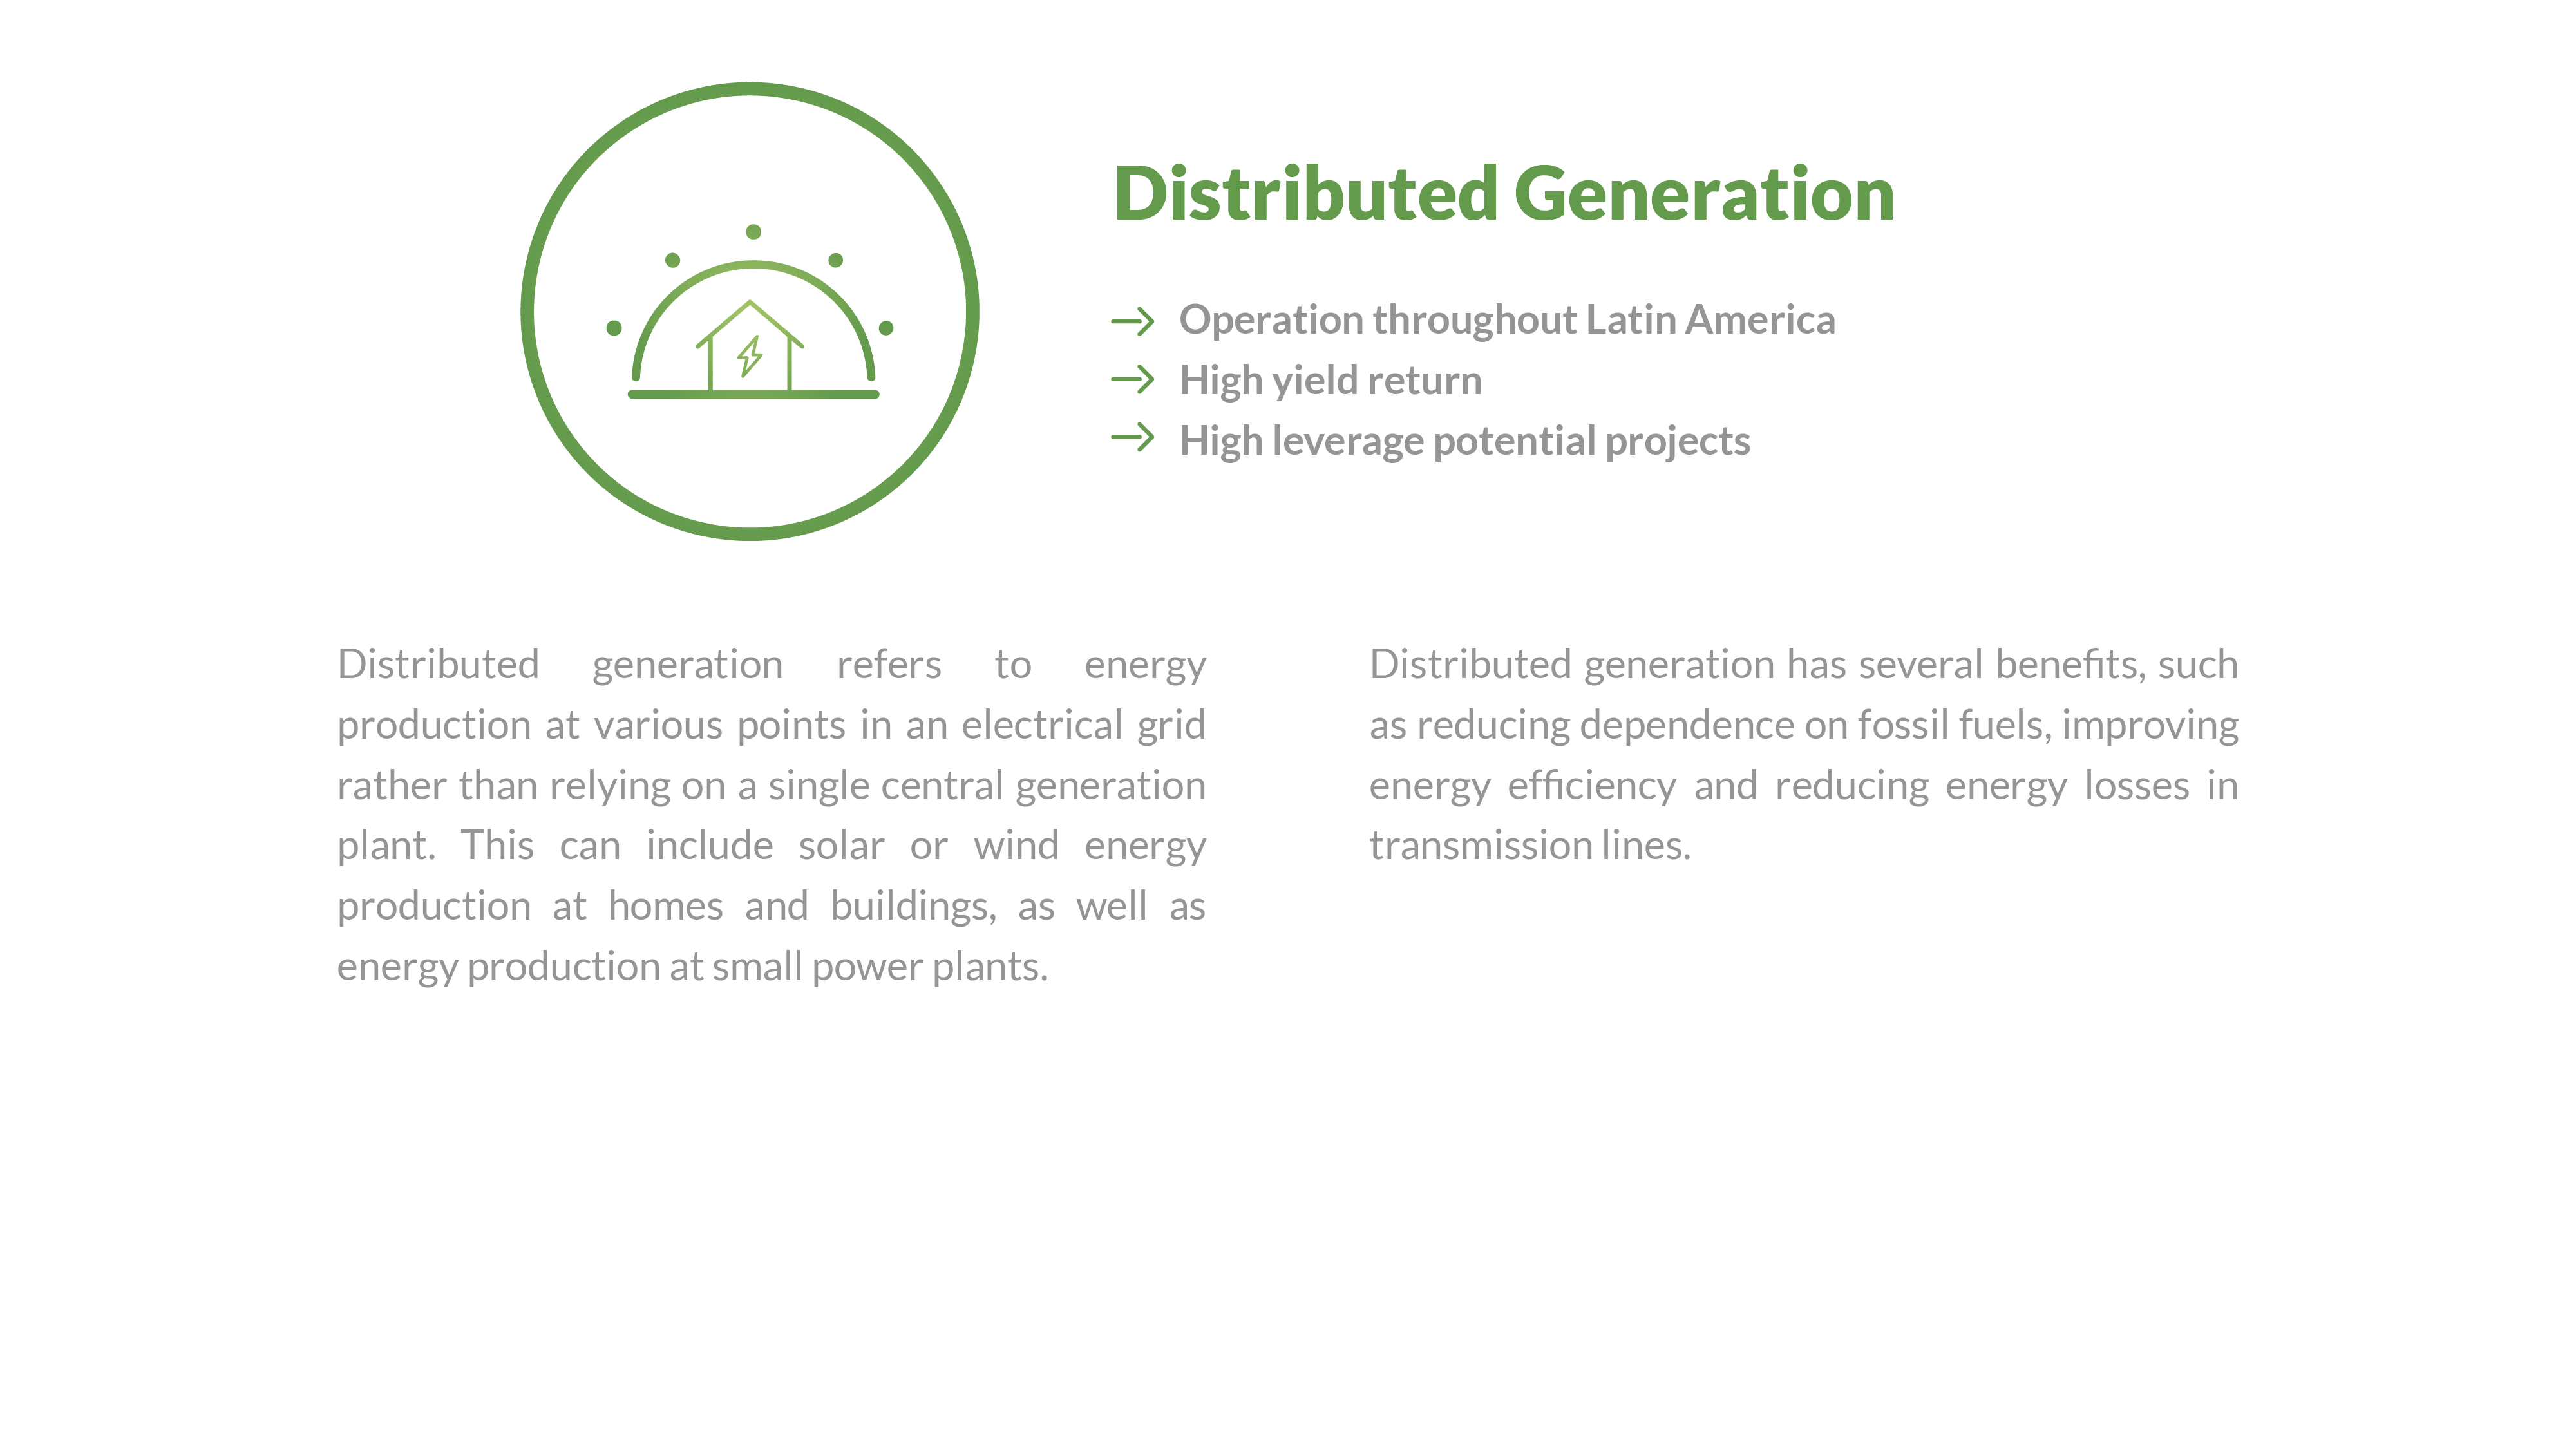 Distributed Generation
Operation throughout Latin America
High yield return
High leverage potential projects
Distributed generation refers to energy
production at various points in an electrical grid
rather than relying on a single central generation
plant. This can include solar or wind energy
production at homes and buildings, as well as
energy production at small power plants.
Distributed generation has several benefits, such
as reducing dependence on fossil fuels, improving
energy efficiency and reducing energy losses in
transmission lines.